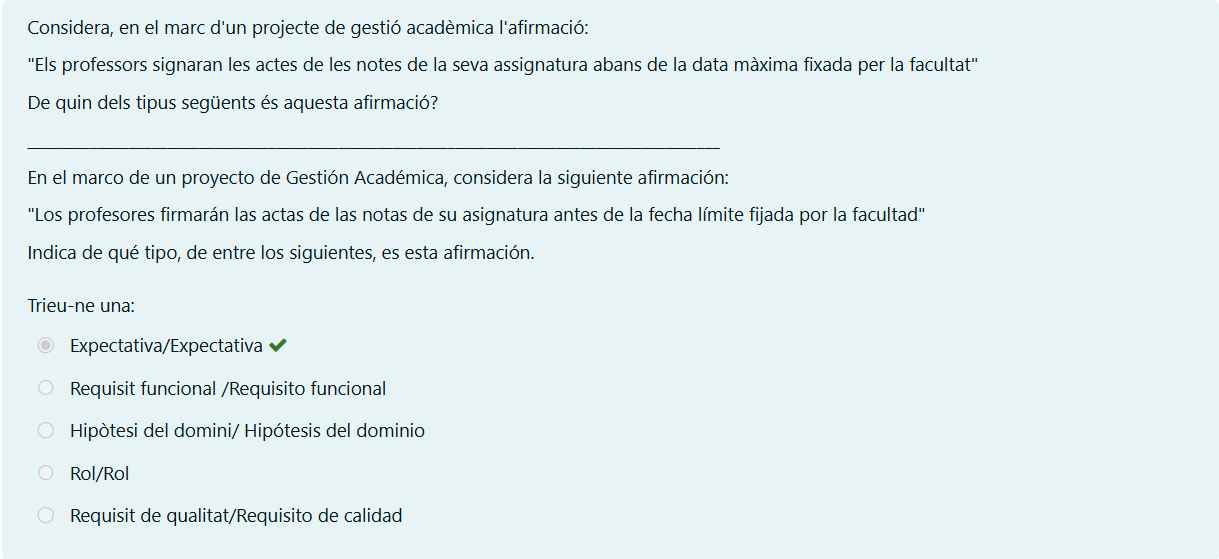 Considera, en el marc d'un projecte de gestió acadèmica l'afirmació:
"Els professors signaran les actes de les notes de la seva assignatura abans de la data màxima fixada per la facultat"
De quin dels tipus següents és aquesta afirmació?
En el marco de un proyecto de Gestión Académica, considera la siguiente afirmación:
"Los profesores firmarán las actas de las notas de su asignatura antes de la fecha límite fijada por la facultad"
Indica de qué tipo, de entre los siguientes, es esta afirmación.
Trieu-ne una:
Expectativa/Expectativa
Requisit funcional /Requisito funcional
Hipòtesi del domini/ Hipótesis del dominio
Rol/Rol
Requisit de qualitat/Requisito de calidad